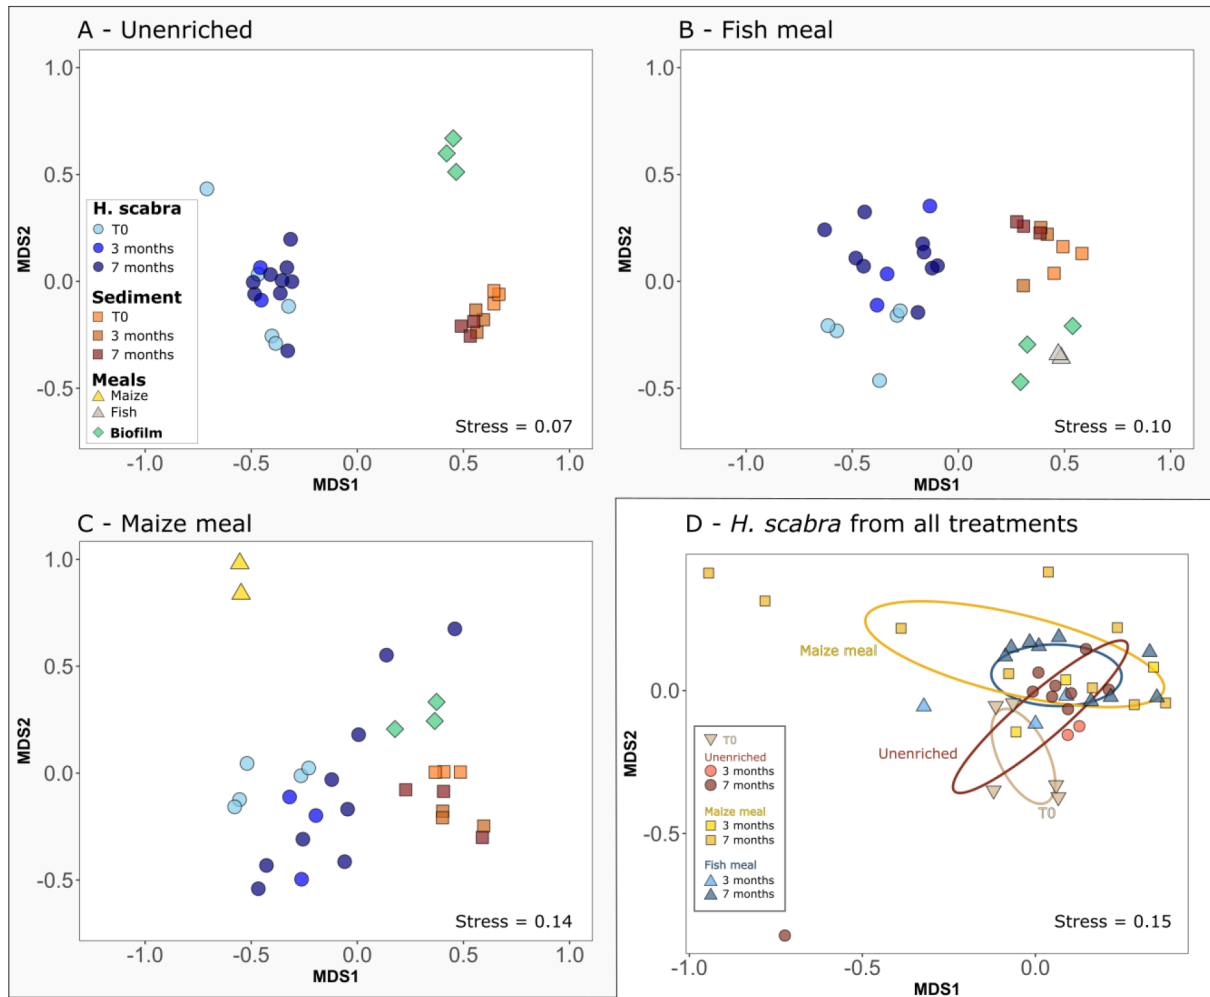 A - Unenriched
1.0
0.5
0.0
-0.5
MDS2
H. scabra
T0
3 months
7 months
Sediment
T0
3 months
7 months
Meals
Maize
Fish
Biofilm
Stress = 0.07
-1.0 -0.5 0.0 0.5 1.0
MDS1
B - Fish meal
1.0
0.5
0.0
-0.5
MDS2
Stress = 0.10
-1.0 -0.5 0.0 0.5 1.0
MDS1
C - Maize meal
1.0
0.5
0.0
-0.5
MDS2
Stress = 0.14
-1.0 -0.5 0.0 0.5 1.0
MDS1
D - H. scabra from all treatments
0.0
-0.5
MDS2
Maize meal
Unenriched
T0
T0
Unenriched
3 months
7 months
Maize meal
3 months
7 months
Fish meal
3 months
7 months
Stress = 0.15
-1.0 -0.5 0.0
MDS1